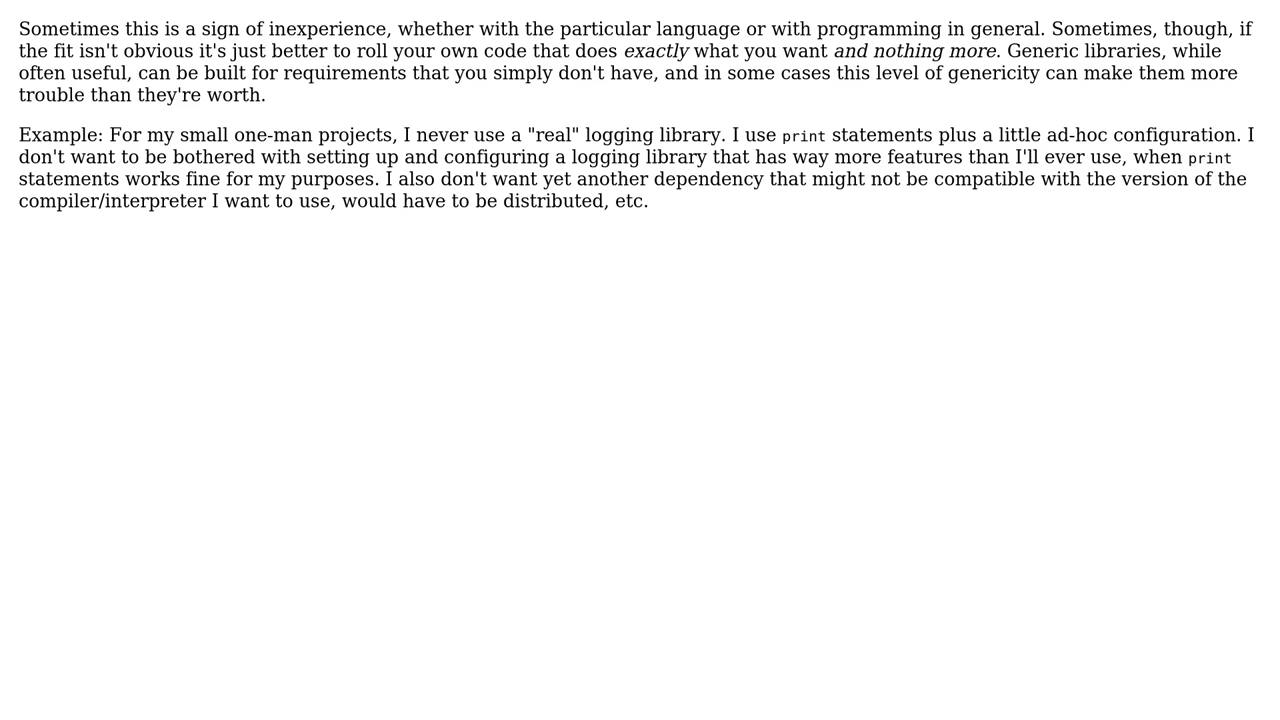 Sometimes this is a sign of inexperience, whether with the particular language or with programming in general. Sometimes, though, if
the fit isn't obvious it's just better to roll your own code that does exactly what you want and nothing more. Generic libraries, while
often useful, can be built for requirements that you simply don't have, and in some cases this level of genericity can make them more
trouble than they're worth.
Example: For my small one-man projects, I never use a "real" logging library. I use print statements plus a little ad-hoc configuration. I
don't want to be bothered with setting up and configuring a logging library that has way more features than I'll ever use, when print
statements works fine for my purposes. I also don't want yet another dependency that might not be compatible with the version of the
compiler/interpreter I want to use, would have to be distributed, etc.